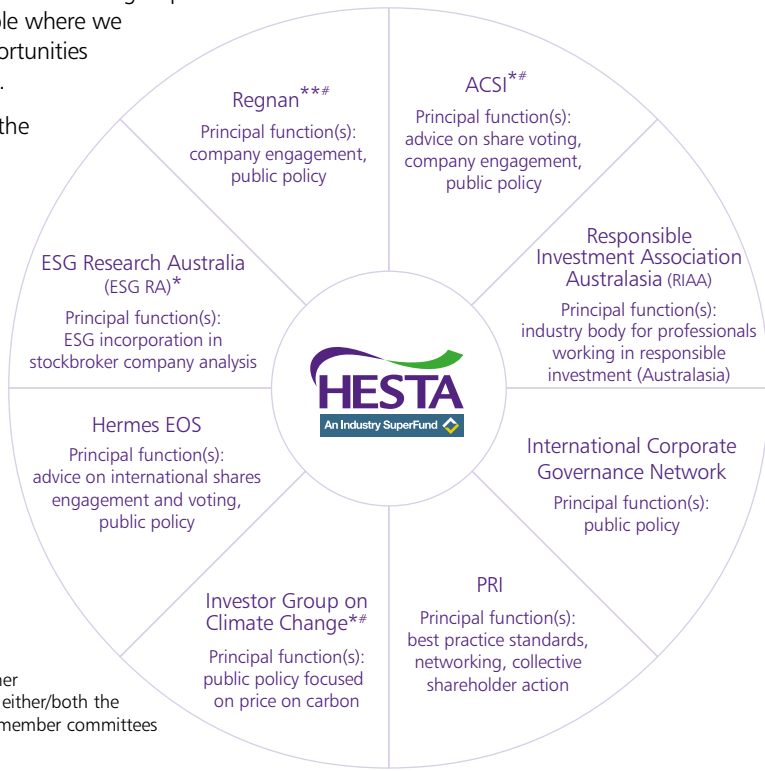 ole where we
ortunities
.
the
Regnan**#
Principal function(s):
company engagement,
public policy
ACSI*#
Principal function(s):
advice on share voting,
company engagement,
public policy
Responsible
Investment Association
Australasia (RIAA)
Principal function(s):
industry body for professionals
working in responsible
investment (Australasia)
International Corporate
Governance Network
Principal function(s):
public policy
PRI
Principal function(s):
best practice standards,
networking, collective
shareholder action
Investor Group on
Climate Change*#
Principal function(s):
public policy focused
on price on carbon
Hermes EOS
Principal function(s):
advice on international shares
engagement and voting,
public policy
ESG Research Australia
(ESG RA)*
Principal function(s):
ESG incorporation in
stockbroker company analysis
HESTA
An Industry SuperFund
ner
either/both the
member committees